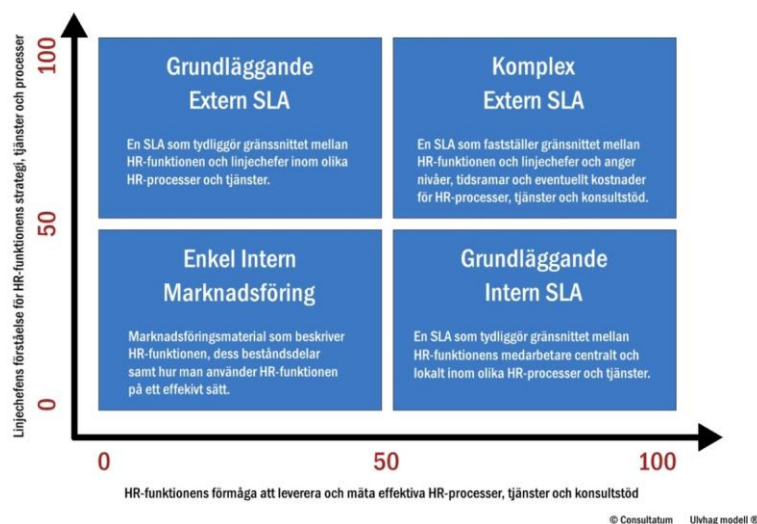 Linjechefens förståelse för HR-funktionens strategi, tjänster och processer
100
50
0
Grundläggande
Extern SLA
En SLA som tydliggör gränssnittet mellan
HR-funktionen och linjechefer inom olika
HR-processer och tjänster.
Komplex
Extern SLA
En SLA som fastställer gränsnittet mellan
HR-funktionen och linjechefer och anger
nivåer, tidsramar och eventuellt kostnader
för HR-processer, tjänster och konsultstöd.
Enkel Intern
Marknadsföring
Marknadsföringsmaterial som beskriver
HR-funktionen, dess beståndsdelar
samt hur man använder HR-funktionen
på ett effekivt sätt.
Grundläggande
Intern SLA
En SLA som tydliggör gränsnittet mellan
HR-funktionens medarbetare centralt och
lokalt inom olika HR-processer och tjänster.
0
50
100
HR-funktionens förmåga att leverera och mäta effektiva HR-processer, tjänster och konsultstöd
© Consultatum Ulvhag modell ®